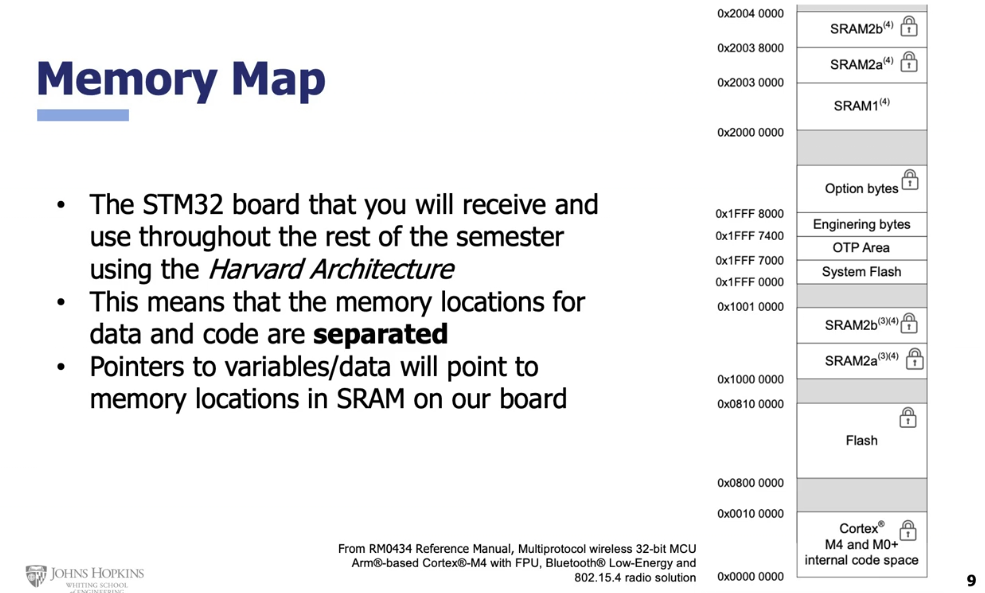 Memory Map
• The STM32 board that you will receive and
use throughout the rest of the semester
using the Harvard Architecture
• This means that the memory locations for
data and code are separated
• Pointers to variables/data will point to
memory locations in SRAM on our board
0x2004 0000
SRAM2b(4)
0x2003 8000
SRAM2a(4)
0x2003 0000
SRAM1(4)
0x2000 0000
Option bytes
0x1FFF 8000
Enginering bytes
0x1FFF 7400
OTP Area
0x1FFF 7000
System Flash
0x1FFF 0000
0x1001 0000
SRAM2b(3)(4)
SRAM2a(3)(4)
0x1000 0000
0x0810 0000
Flash
0x0800 0000
0x0010 0000
Cortex®
M4 and M0+
internal code space
0x0000 0000
From RM0434 Reference Manual, Multiprotocol wireless 32-bit MCU
Arm®-based Cortex®-M4 with FPU, Bluetooth® Low-Energy and
802.15.4 radio solution
JOHNS HOPKINS
WHITING SCHOOL
of ENGINEERING
9